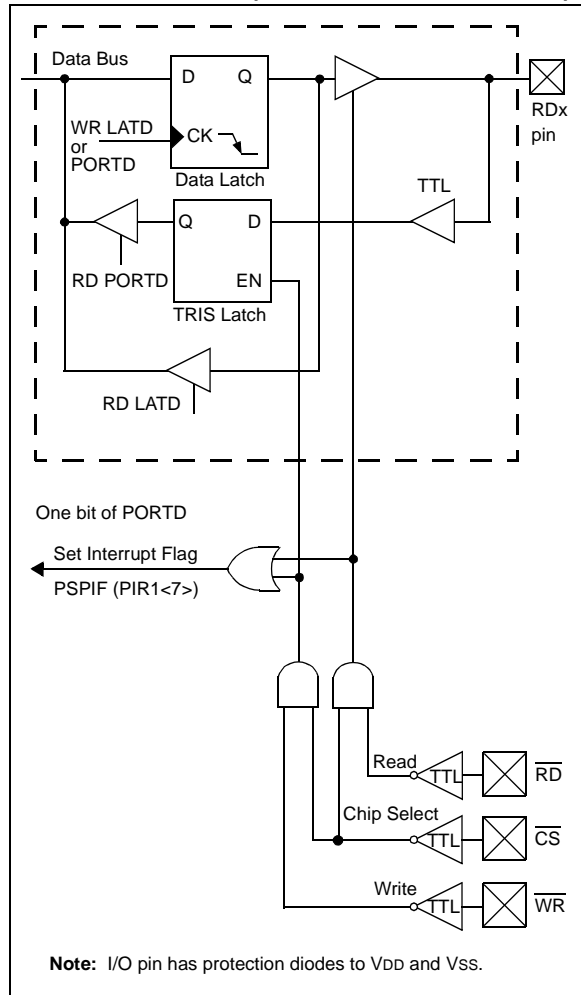 Data Bus
D Q
WR LATD
or
PORTD
CK
Data Latch
RDx
pin
TTL
Q D
RD PORTD
EN
TRIS Latch
RD LATD
One bit of PORTD
Set Interrupt Flag
PSPIF (PIR1<7>)
Read
TTL
RD
Chip Select
TTL
CS
Write
TTL
WR
Note: I/O pin has protection diodes to VDD and VSS.